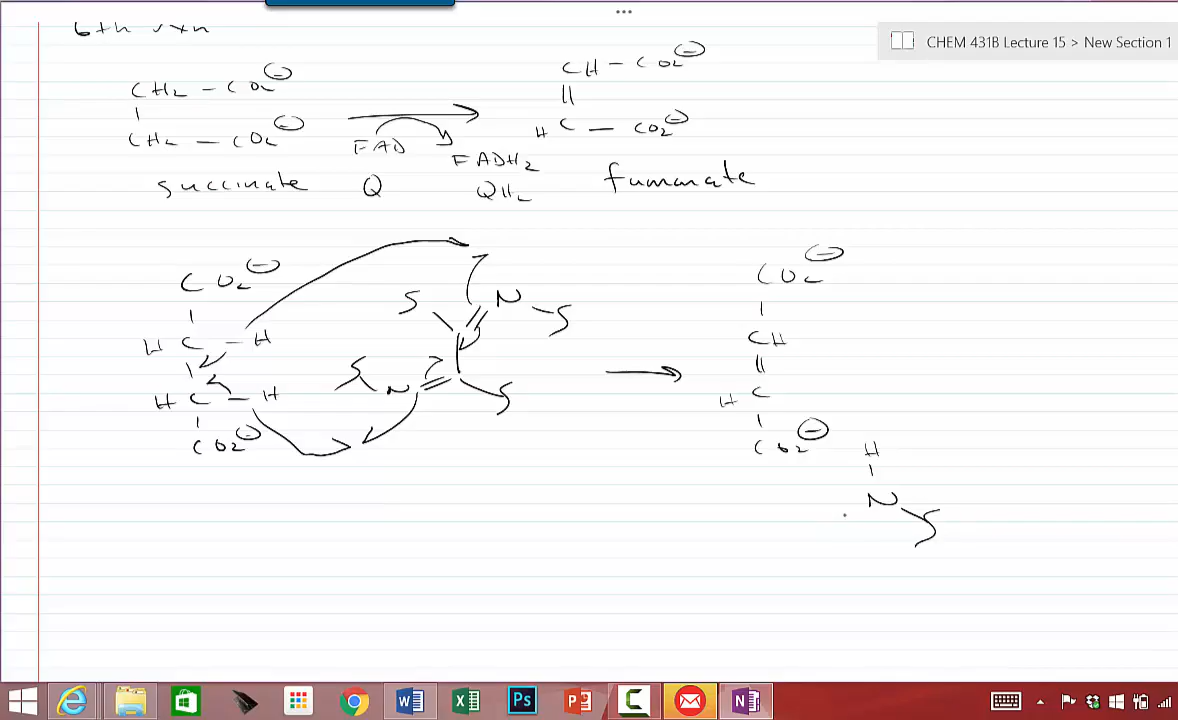 6th rxn
CHEM 431B Lecture 15 > New Section 1
CH2 – CO2⊖
CH2 — CO2⊖
succinate
FAD
Q
FADH2
QH2
CH – CO2⊖
||
H C — CO2⊖
fumarate
CO2⊖
H C – H
H C – H
CO2⊖
N
N
CO2⊖
CH
||
H C
CO2⊖
H
N